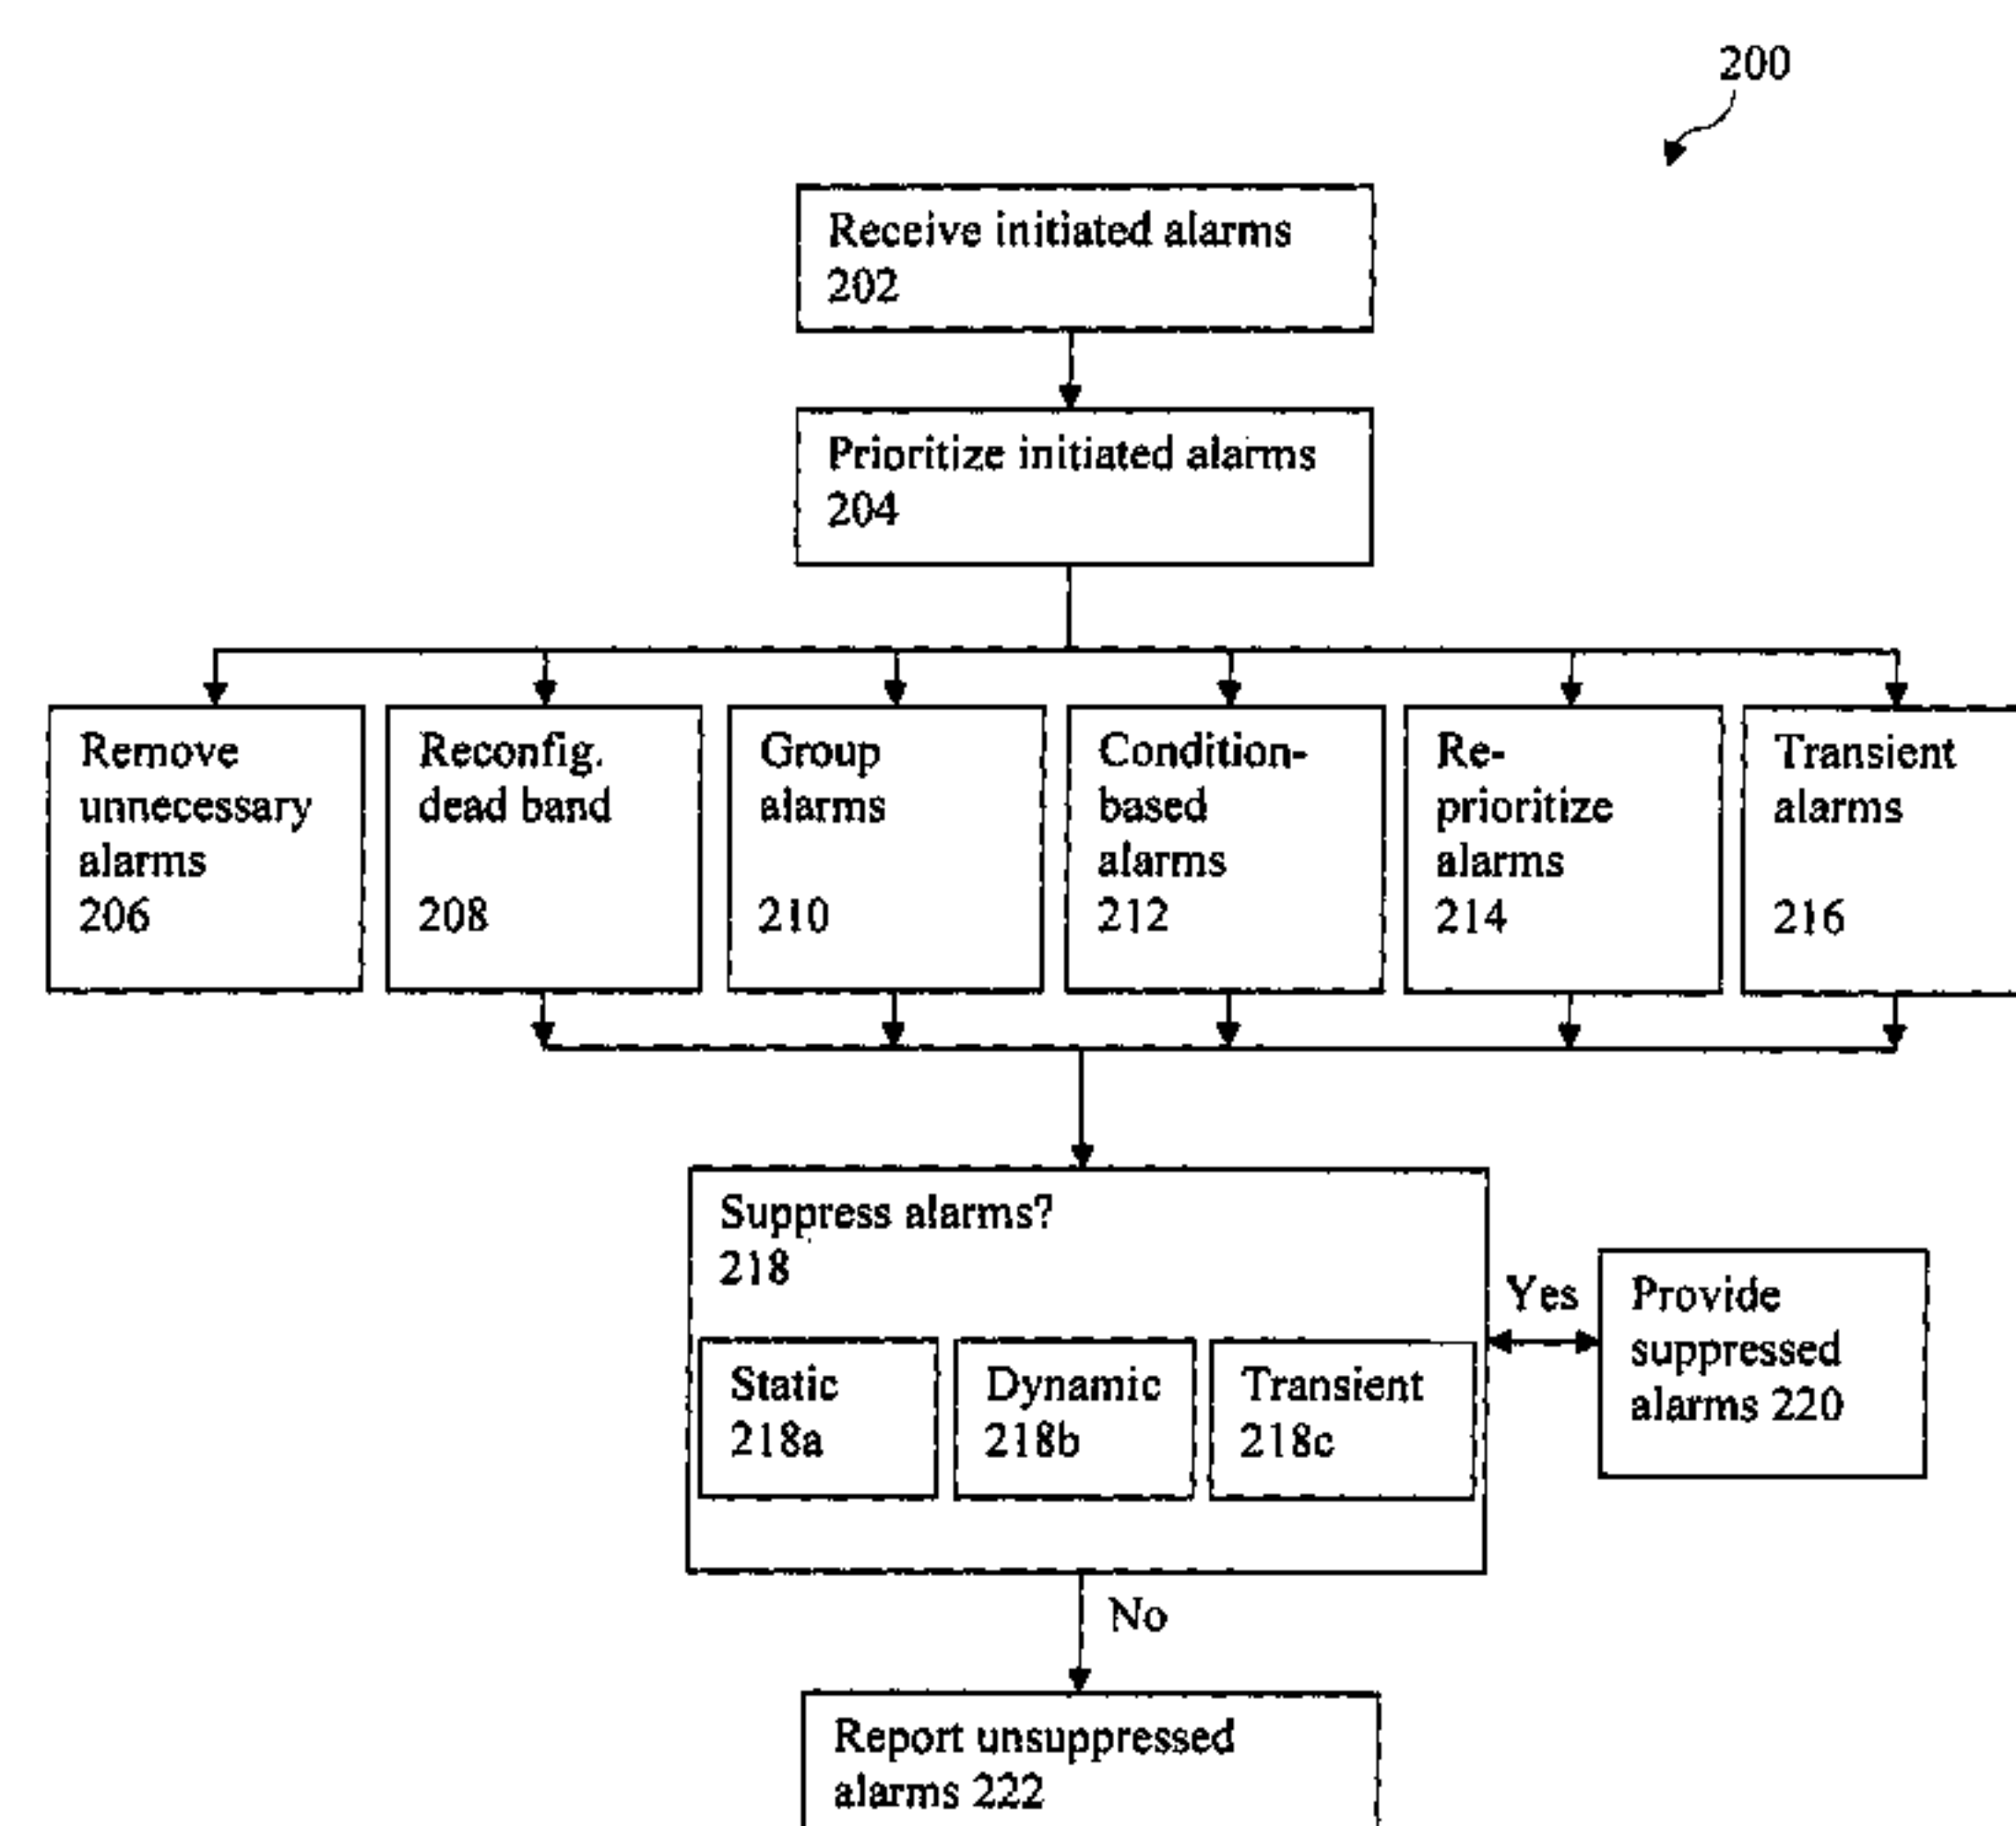 200
Receive initiated alarms
202
Prioritize initiated alarms
204
Remove
unnecessary
alarms
206
Reconfig.
dead band
208
Group
alarms
210
Condition-
based
alarms
212
Re-
prioritize
alarms
214
Transient
alarms
216
Suppress alarms?
218
Static
218a
Dynamic
218b
Transient
218c
Yes
Provide
suppressed
alarms 220
No
Report unsuppressed
alarms 222